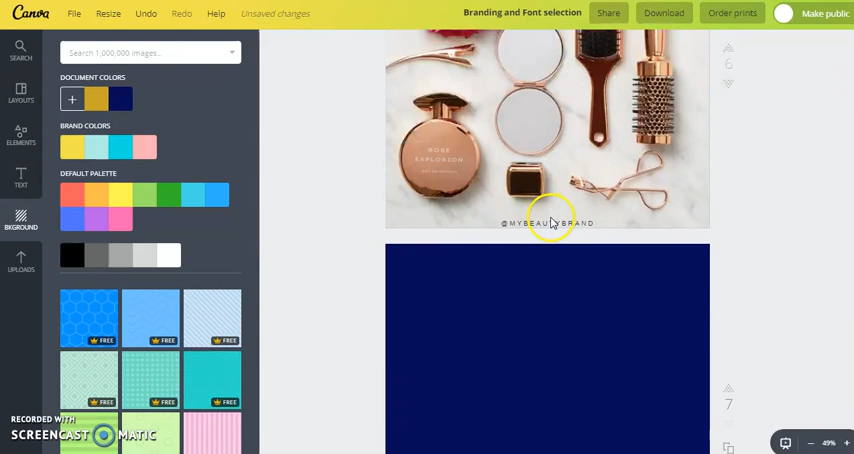 Canva File Resize Undo Redo Help Unsaved changes Branding and Font selection Share Download Order prints Make public
SEARCH
LAYOUTS
ELEMENTS
TEXT
BKGROUND
UPLOADS
Search 1,000,000 images...
DOCUMENT COLORS
+
BRAND COLORS
DEFAULT PALETTE
FREE FREE FREE
FREE FREE FREE
ROSE
EXPLOSION
@MYBEAUTYBRAND
6
7
RECORDED WITH
SCREENCAST MATIC
— 49% +